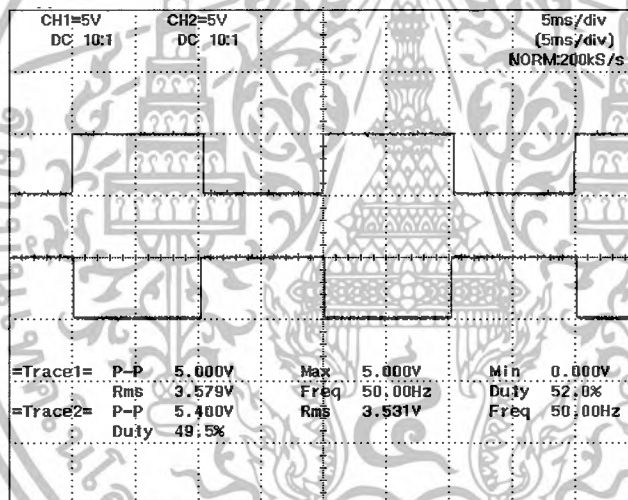 CH1=5V CH2=5V 5ms/div
DC 10:1 DC 10:1 (5ms/div)
NORM:200kS/s
=Trace1= P-P 5.000V Max 5.000V Min 0.000V
Rms 3.579V Freq 50.00Hz Duty 52.0%
=Trace2= P-P 5.400V Rms 3.531V Freq 50.00Hz
Duty 49.5%